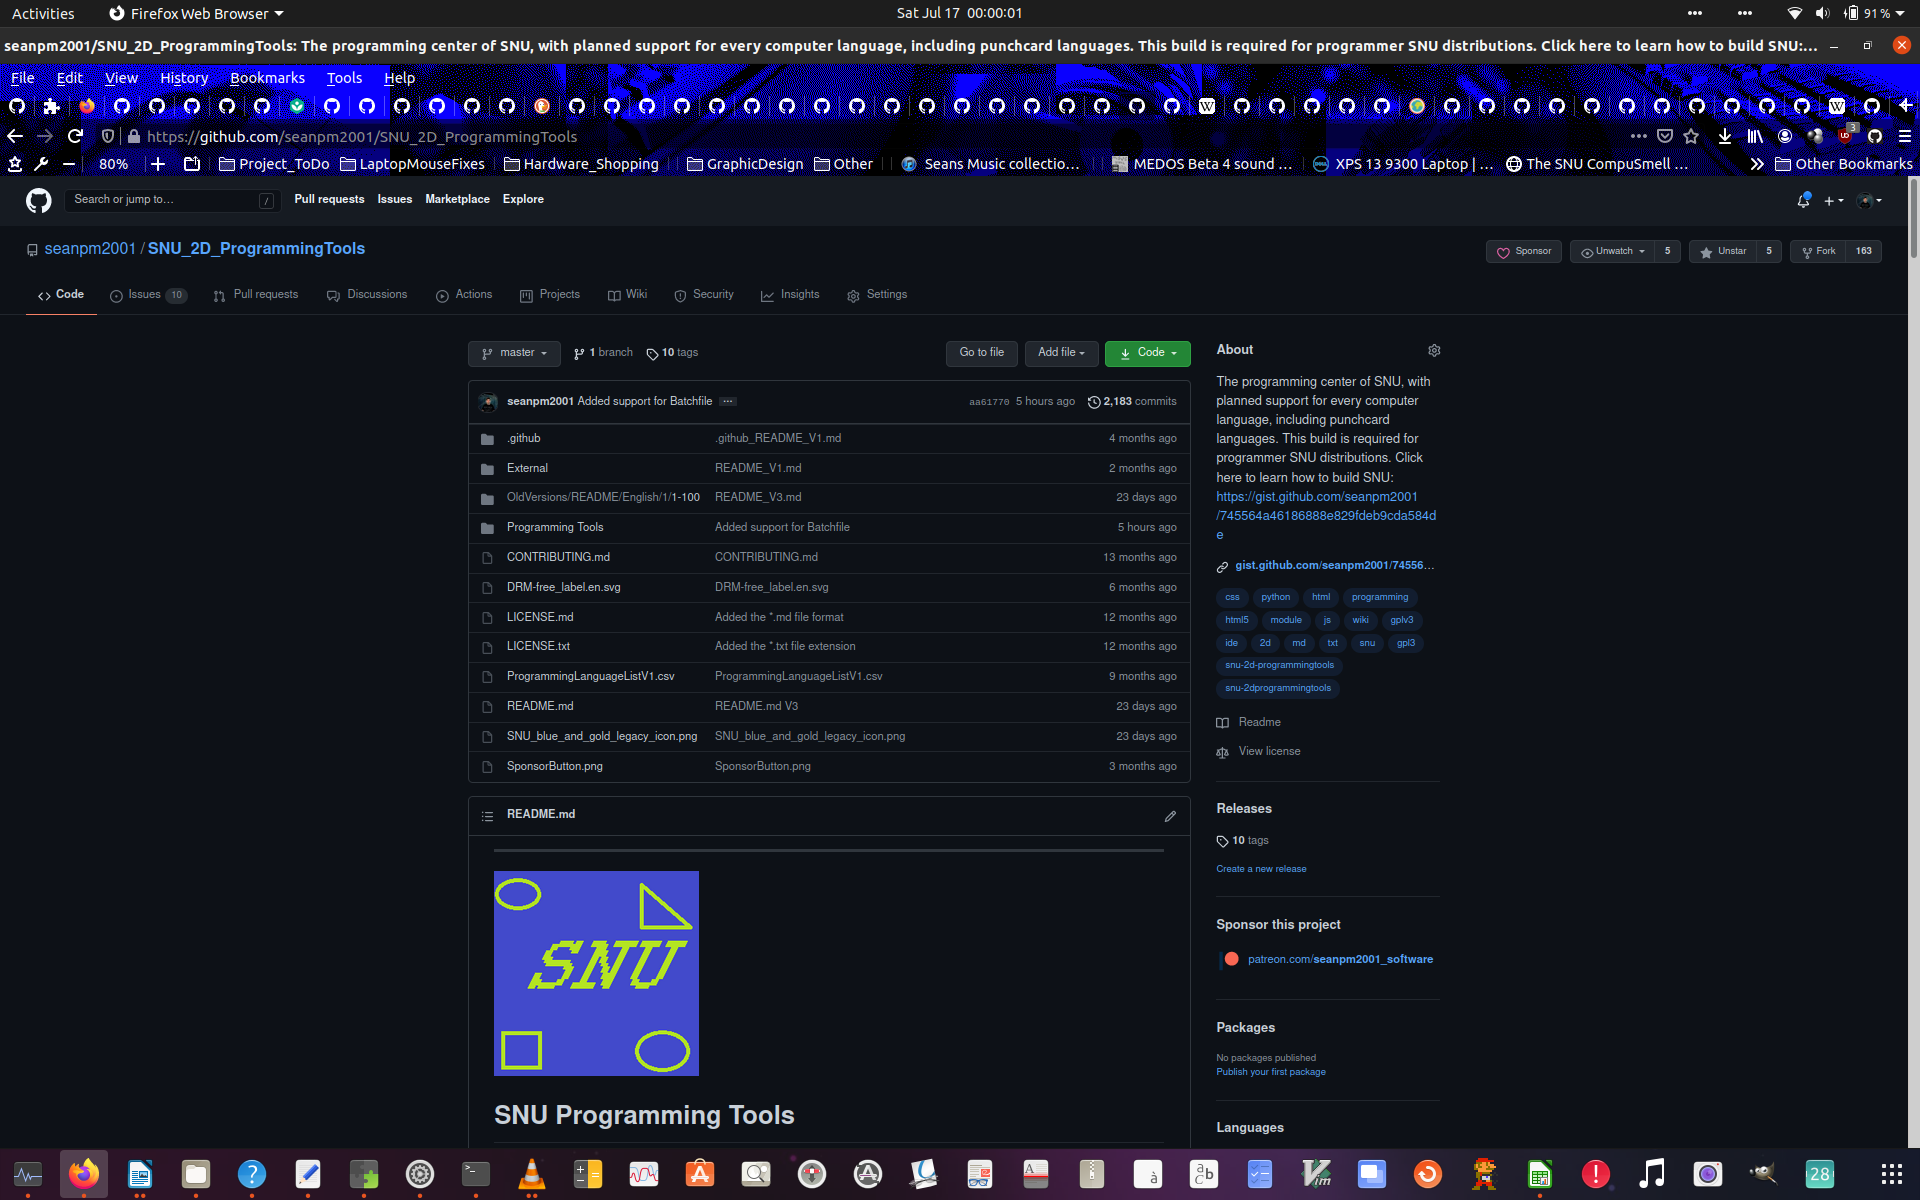 Activities Firefox Web Browser Sat Jul 17 00:00:01 91 %
seanpm2001/SNU_2D_ProgrammingTools: The programming center of SNU, with planned support for every computer language, including punchcard languages. This build is required for programmer SNU distributions. Click here to learn how to build SNU:...
File Edit View History Bookmarks Tools Help
https://github.com/seanpm2001/SNU_2D_ProgrammingTools 3
80% Project_ToDo LaptopMouseFixes Hardware_Shopping GraphicDesign Other Seans Music collectio... MEDOS Beta 4 sound ... XPS 13 9300 Laptop | ... The SNU CompuSmell ... Other Bookmarks
Search or jump to... / Pull requests Issues Marketplace Explore
seanpm2001 / SNU_2D_ProgrammingTools Sponsor Unwatch 5 Unstar 5 Fork 163
Code Issues 10 Pull requests Discussions Actions Projects Wiki Security Insights Settings
master 1 branch 10 tags Go to file Add file Code
seanpm2001 Added support for Batchfile ... aa61770 5 hours ago 2,183 commits
.github .github_README_V1.md 4 months ago
External README_V1.md 2 months ago
OldVersions/README/English/1/1-100 README_V3.md 23 days ago
Programming Tools Added support for Batchfile 5 hours ago
CONTRIBUTING.md CONTRIBUTING.md 13 months ago
DRM-free_label.en.svg DRM-free_label.en.svg 6 months ago
LICENSE.md Added the *.md file format 12 months ago
LICENSE.txt Added the *.txt file extension 12 months ago
ProgrammingLanguageListV1.csv ProgrammingLanguageListV1.csv 9 months ago
README.md README.md V3 23 days ago
SNU_blue_and_gold_legacy_icon.png SNU_blue_and_gold_legacy_icon.png 23 days ago
SponsorButton.png SponsorButton.png 3 months ago
README.md
SNU
SNU Programming Tools
About
The programming center of SNU, with
planned support for every computer
language, including punchcard
languages. This build is required for
programmer SNU distributions. Click
here to learn how to build SNU:
https://gist.github.com/seanpm2001
/745564a46186888e829fdeb9cda584d
e
gist.github.com/seanpm2001/74556...
css python html programming
html5 module js wiki gplv3
ide 2d md txt snu gpl3
snu-2d-programmingtools
snu-2dprogrammingtools
Readme
View license
Releases
10 tags
Create a new release
Sponsor this project
patreon.com/seanpm2001_software
Packages
No packages published
Publish your first package
Languages
28